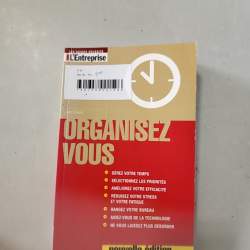 L'Entreprise
ORGANISEZ
VOUS
GÉREZ VOTRE TEMPS
SÉLECTIONNEZ LES PRIORITÉS
AMÉLIOREZ VOTRE EFFICACITÉ
RÉDUISEZ VOTRE STRESS
ET VOTRE FATIGUE
RANGEZ VOTRE BUREAU
AIDEZ-VOUS DE LA TECHNOLOGIE
NE VOUS LAISSEZ PLUS DÉBORDER
nouvelle édition